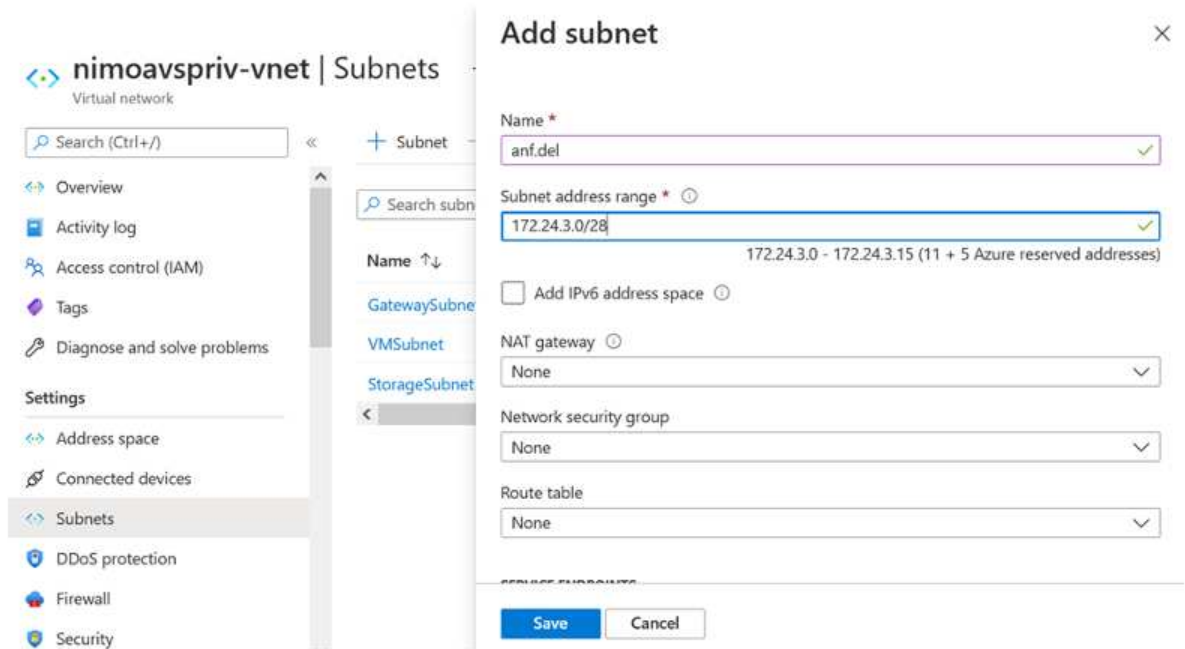 nimoavspriv-vnet | Subnets
Virtual network
Search (Ctrl+/)
«
Overview
Activity log
Access control (IAM)
Tags
Diagnose and solve problems
Settings
Address space
Connected devices
Subnets
DDoS protection
Firewall
Security
+ Subnet
Search subn
Name ↑↓
GatewaySubne
VMSubnet
StorageSubnet
Add subnet
Name *
anf.del
Subnet address range *
172.24.3.0/28
172.24.3.0 - 172.24.3.15 (11 + 5 Azure reserved addresses)
Add IPv6 address space
NAT gateway
None
Network security group
None
Route table
None
SERVICE ENDPOINTS
Save
Cancel